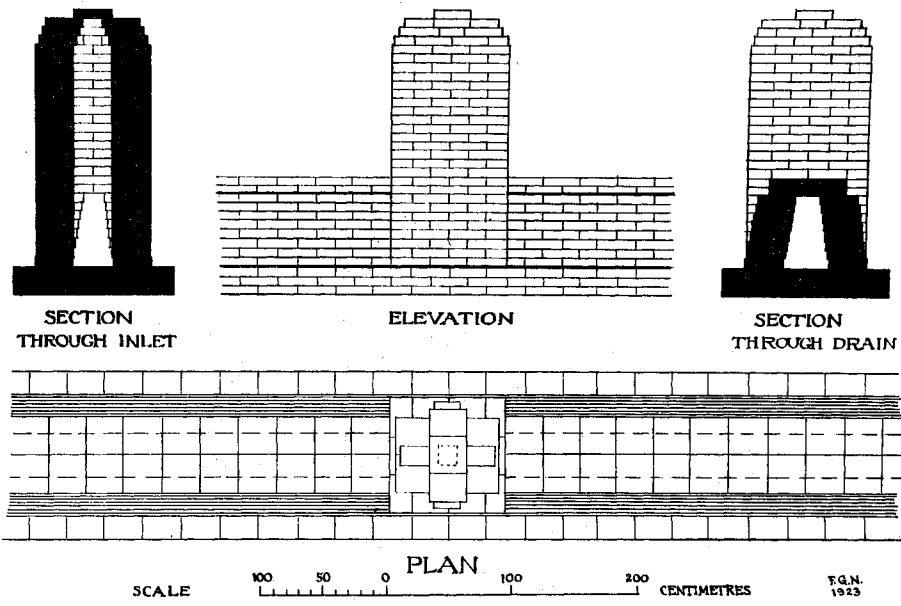 SECTION
THROUGH INLET
ELEVATION
SECTION
THROUGH DRAIN
PLAN
SCALE 100 50 0 100 200 CENTIMETRES
F.G.N.
1923